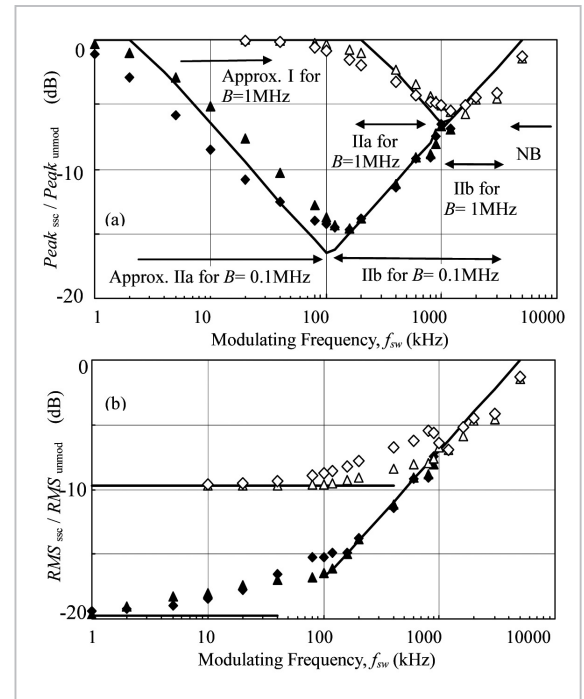 0
-10
-20
Peak ssc / Peak unmod (dB)
Approx. I for
B=1MHz
IIa for
B=1MHz
NB
IIb for
B= 1MHz
(a)
Approx. IIa for B= 0.1MHz
IIb for B= 0.1MHz
1 10 100 1000 10000
Modulating Frequency, fsw (kHz)
0
-10
-20
RMS ssc / RMS unmod (dB)
(b)
1 10 100 1000 10000
Modulating Frequency, fsw (kHz)